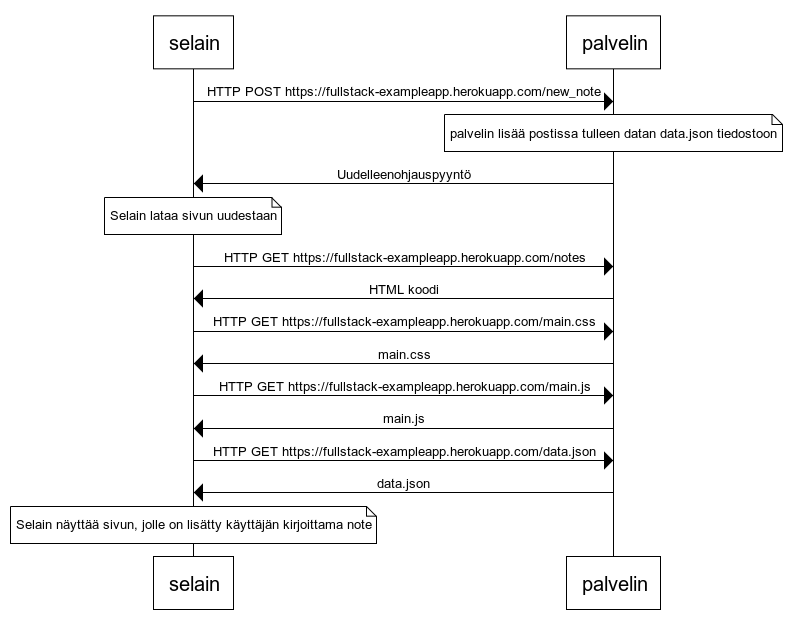 selain
palvelin
HTTP POST https://fullstack-exampleapp.herokuapp.com/new_note
palvelin lisää postissa tulleen datan data.json tiedostoon
Uudelleenohjauspyyntö
Selain lataa sivun uudestaan
HTTP GET https://fullstack-exampleapp.herokuapp.com/notes
HTML koodi
HTTP GET https://fullstack-exampleapp.herokuapp.com/main.css
main.css
HTTP GET https://fullstack-exampleapp.herokuapp.com/main.js
main.js
HTTP GET https://fullstack-exampleapp.herokuapp.com/data.json
data.json
Selain näyttää sivun, jolle on lisätty käyttäjän kirjoittama note
selain
palvelin